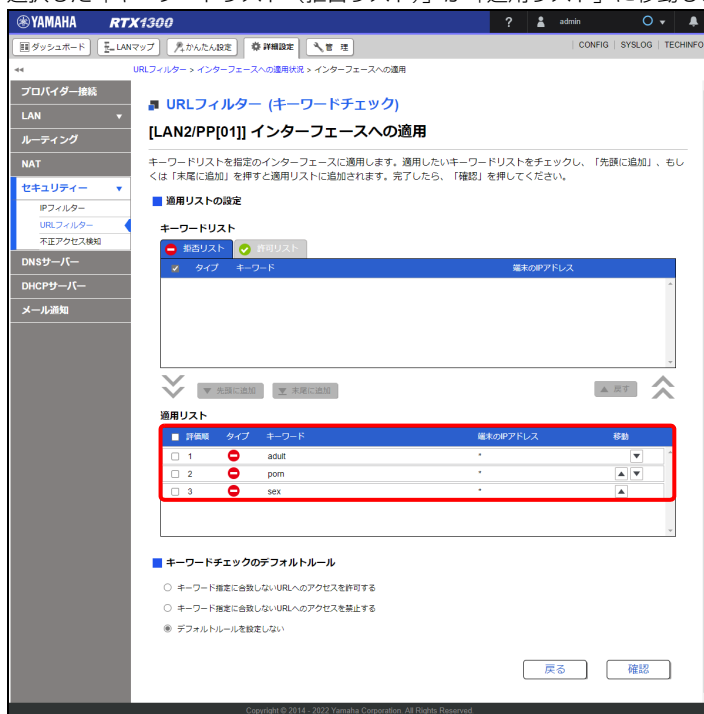 YAMAHA RTX1300 ? admin
ダッシュボード LANマップ かんたん設定 詳細設定 管 理 CONFIG SYSLOG TECHINFO
URLフィルター > インターフェースへの適用状況 > インターフェースへの適用
プロバイダー接続
LAN
ルーティング
NAT
セキュリティー
IPフィルター
URLフィルター
不正アクセス検知
DNSサーバー
DHCPサーバー
メール通知
URLフィルター (キーワードチェック)
[LAN2/PP[01]] インターフェースへの適用
キーワードリストを指定のインターフェースに適用します。適用したいキーワードリストをチェックし、「先頭に追加」、もし
くは「末尾に追加」を押すと適用リストに追加されます。完了したら、「確認」を押してください。
適用リストの設定
キーワードリスト
拒否リスト 許可リスト
タイプ キーワード 端末のIPアドレス
先頭に追加 末尾に追加 戻す
適用リスト
評価順 タイプ キーワード 端末のIPアドレス 移動
1 adult *
2 porn *
3 sex *
キーワードチェックのデフォルトルール
キーワード指定に合致しないURLへのアクセスを許可する
キーワード指定に合致しないURLへのアクセスを禁止する
デフォルトルールを設定しない
戻る 確認
Copyright © 2014 - 2022 Yamaha Corporation. All Rights Reserved.